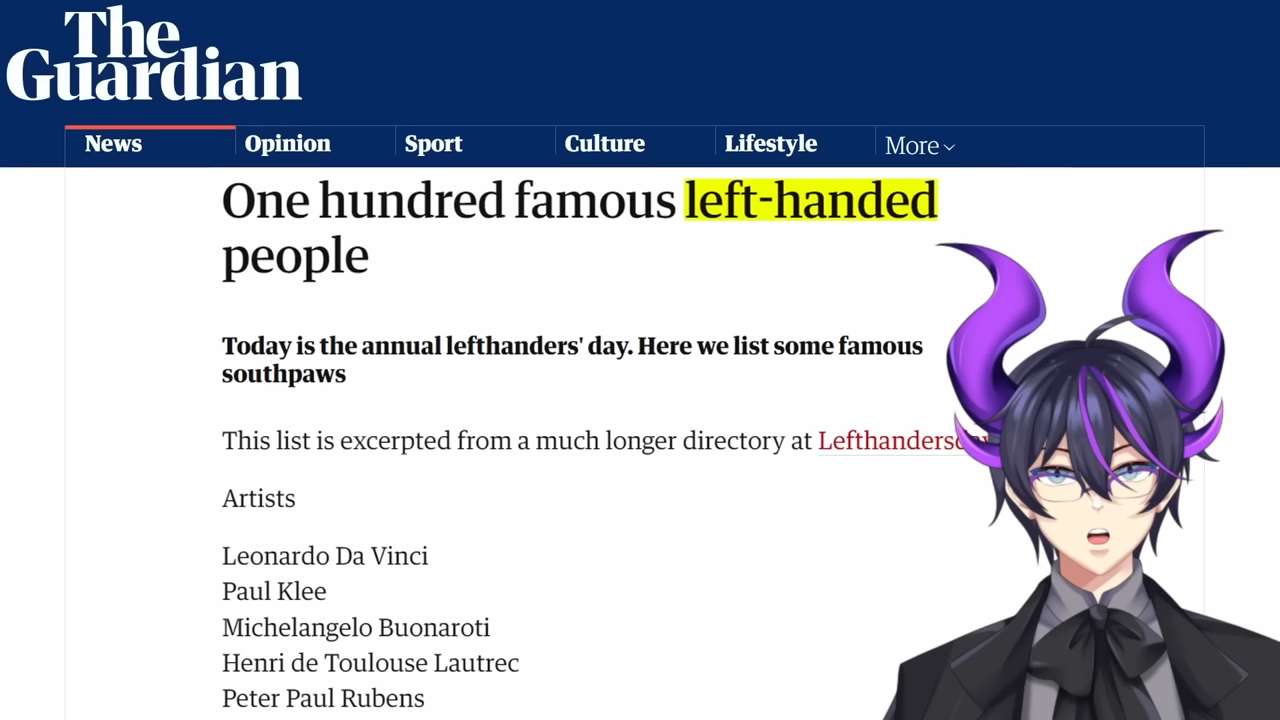 The
Guardian
News
Opinion
Sport
Culture
Lifestyle
More
One hundred famous left-handed
people
Today is the annual lefthanders' day. Here we list some famous
southpaws
This list is excerpted from a much longer directory at
Artists
Leonardo Da Vinci
Paul Klee
Michelangelo Buonaroti
Henri de Toulouse Lautrec
Peter Paul Rubens